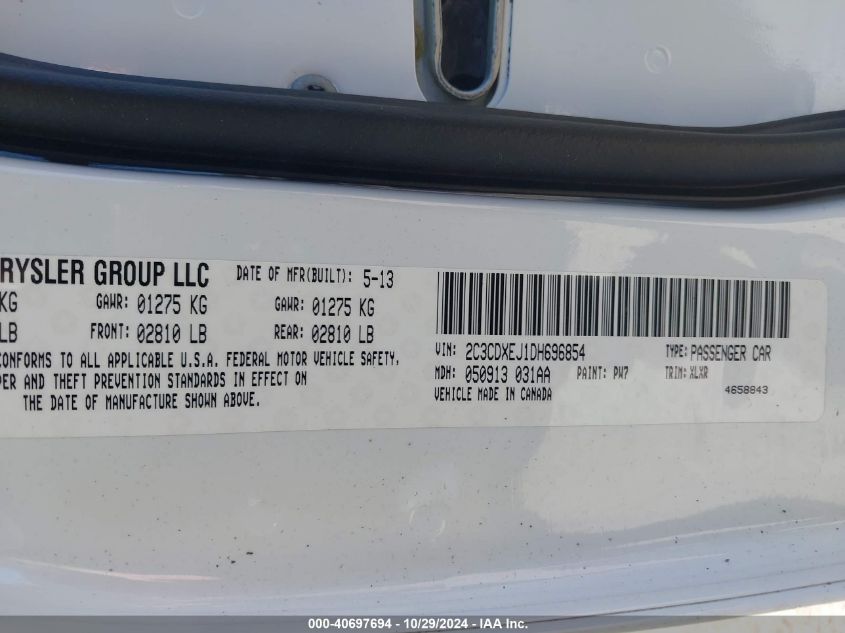 RYSLER GROUP LLC DATE OF MFR(BUILT): 5-13
KG GAWR: 01275 KG GAWR: 01275 KG
LB FRONT: 02810 LB REAR: 02810 LB
CONFORMS TO ALL APPLICABLE U.S.A. FEDERAL MOTOR VEHICLE SAFETY,
PER AND THEFT PREVENTION STANDARDS IN EFFECT ON
THE DATE OF MANUFACTURE SHOWN ABOVE.
VIN: 2C3CDXEJ1DH696854 TYPE: PASSENGER CAR
MDH: 050913 031AA PAINT: PW7 TRIM: XLXR
VEHICLE MADE IN CANADA 4658843
000-40697694 - 10/29/2024 - IAA Inc.